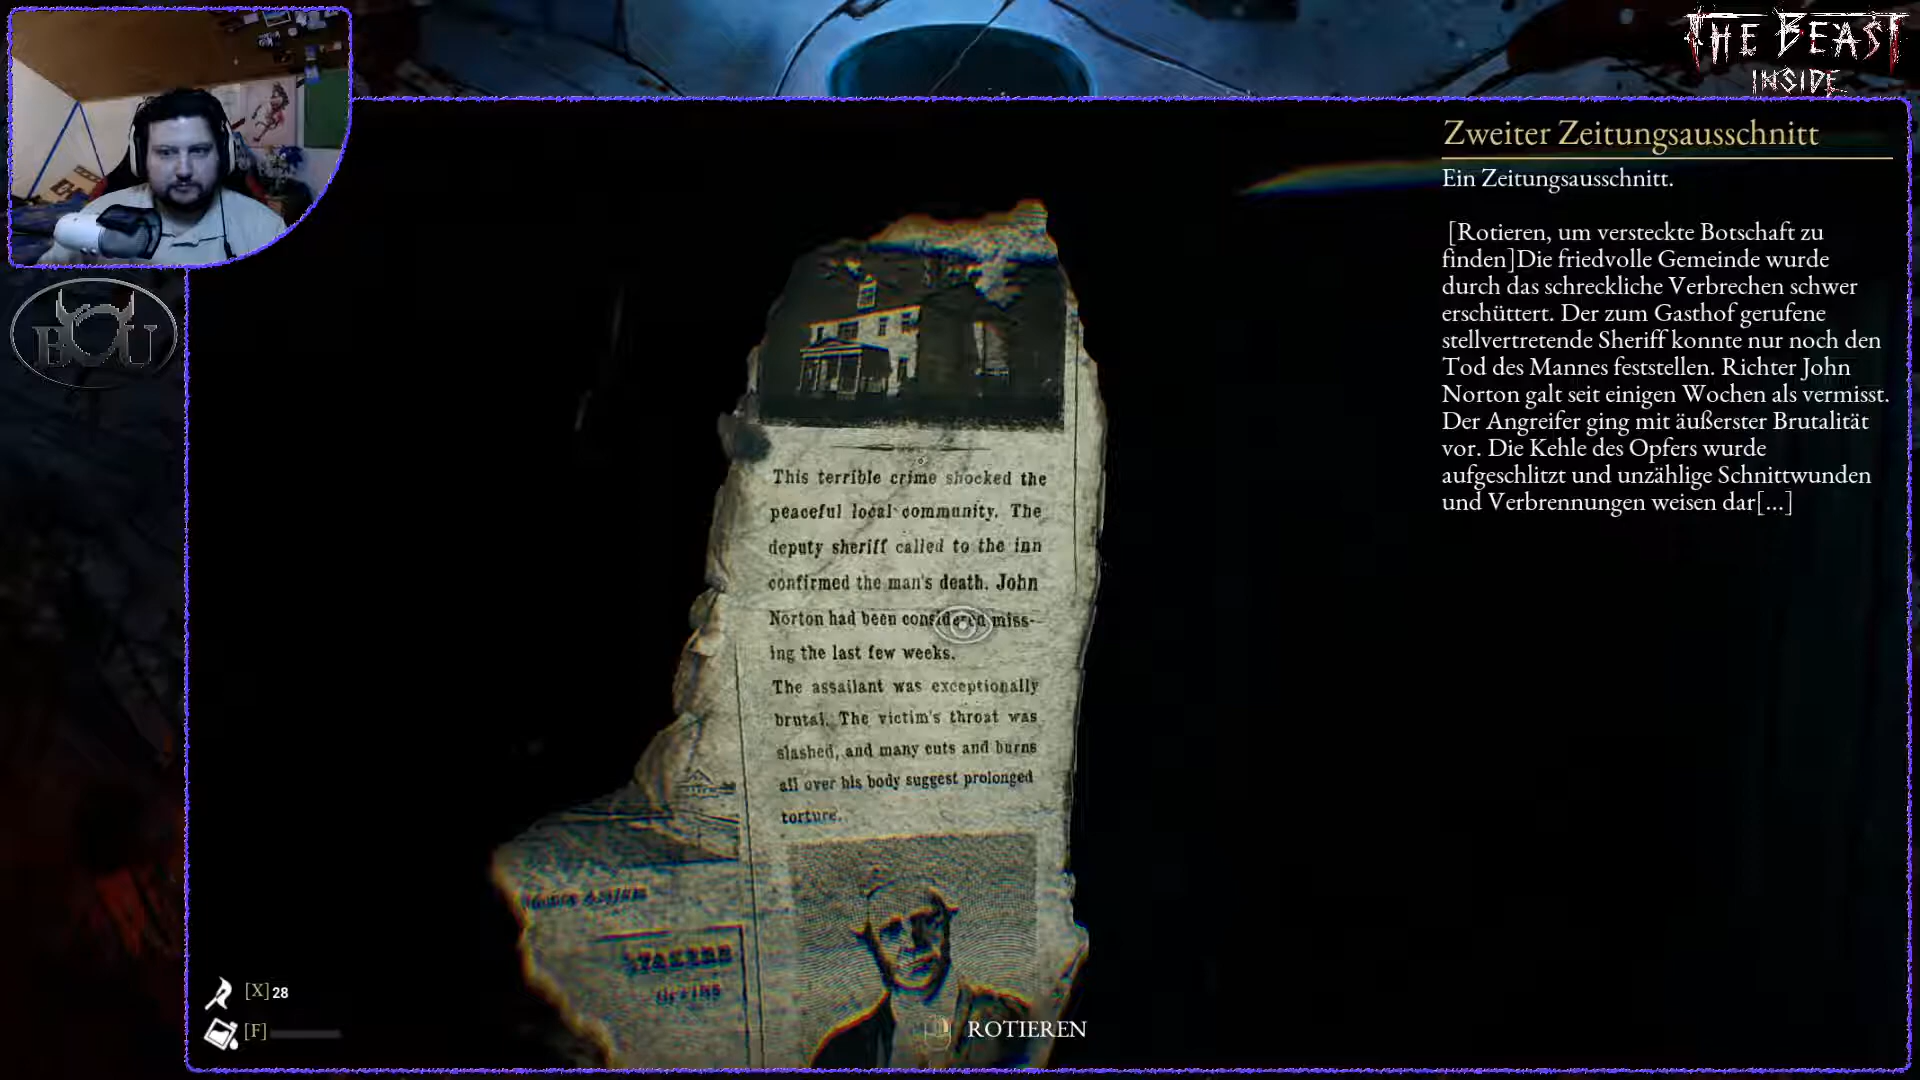 THE BEAST
INSIDE
Zweiter Zeitungsausschnitt
Ein Zeitungsausschnitt.
[Rotieren, um versteckte Botschaft zu
finden]Die friedvolle Gemeinde wurde
durch das schreckliche Verbrechen schwer
erschüttert. Der zum Gasthof gerufene
stellvertretende Sheriff konnte nur noch den
Tod des Mannes feststellen. Richter John
Norton galt seit einigen Wochen als vermisst.
Der Angreifer ging mit äußerster Brutalität
vor. Die Kehle des Opfers wurde
aufgeschlitzt und unzählige Schnittwunden
und Verbrennungen weisen dar[...]
This terrible crime shocked the
peaceful local community. The
deputy sheriff called to the inn
confirmed the man's death. John
Norton had been considered miss-
ing the last few weeks.
The assailant was exceptionally
brutal. The victim's throat was
slashed, and many cuts and burns
all over his body suggest prolonged
torture.
[X] 28
[F]
ROTIEREN